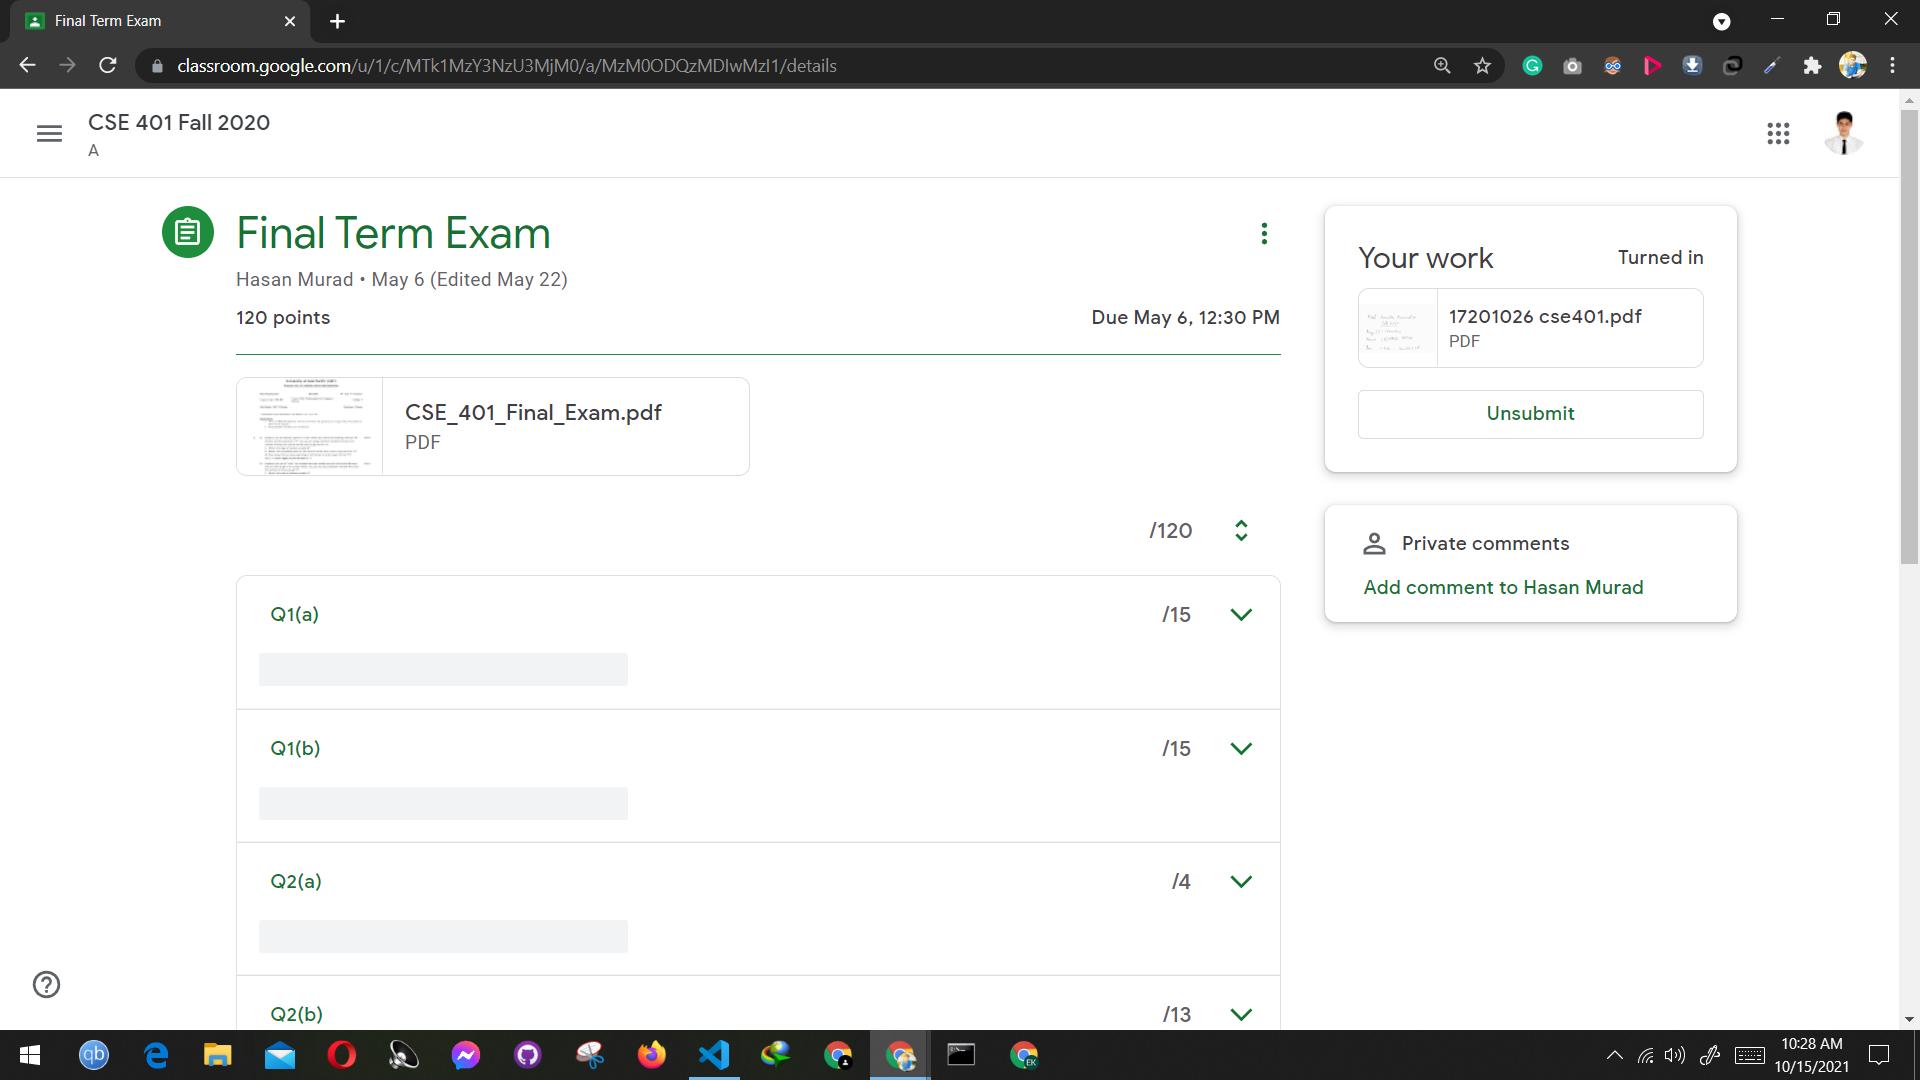 Final Term Exam
classroom.google.com/u/1/c/MTk1MzY3NzU3MjM0/a/MzM0ODQzMDIwMzI1/details
CSE 401 Fall 2020
A
Final Term Exam
Hasan Murad • May 6 (Edited May 22)
120 points
Due May 6, 12:30 PM
CSE_401_Final_Exam.pdf
PDF
/120
Q1(a)
/15
Q1(b)
/15
Q2(a)
/4
Q2(b)
/13
Your work
Turned in
17201026 cse401.pdf
PDF
Unsubmit
Private comments
Add comment to Hasan Murad
qb
EK
10:28 AM
10/15/2021